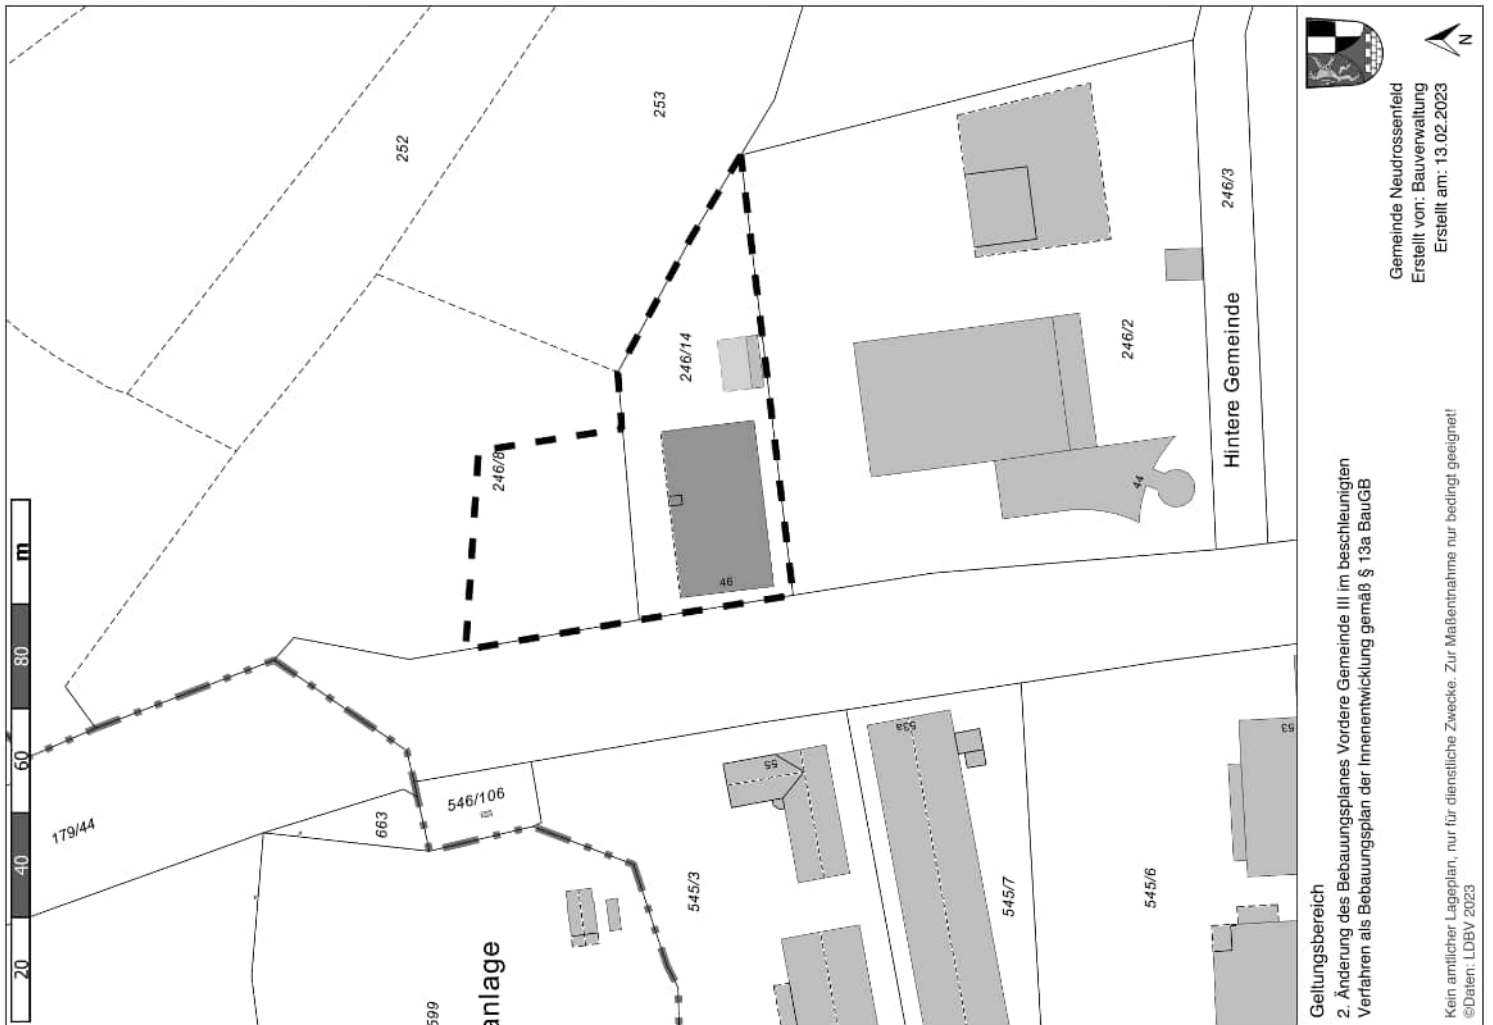 252
253
246/3
246/14
246/2
Hintere Gemeinde
246/8
44
46
m
80
60
40
20
179/44
663
546/106
55
53a
53
545/3
545/7
545/6
599
anlage
N
Gemeinde Neudrossenfeld
Erstellt von: Bauverwaltung
Erstellt am: 13.02.2023
Geltungsbereich
2. Änderung des Bebauungsplanes Vordere Gemeinde III im beschleunigten
Verfahren als Bebauungsplan der Innenentwicklung gemäß § 13a BauGB
Kein amtlicher Lageplan, nur für dienstliche Zwecke. Zur Maßentnahme nur bedingt geeignet!
©Daten: LDBV 2023